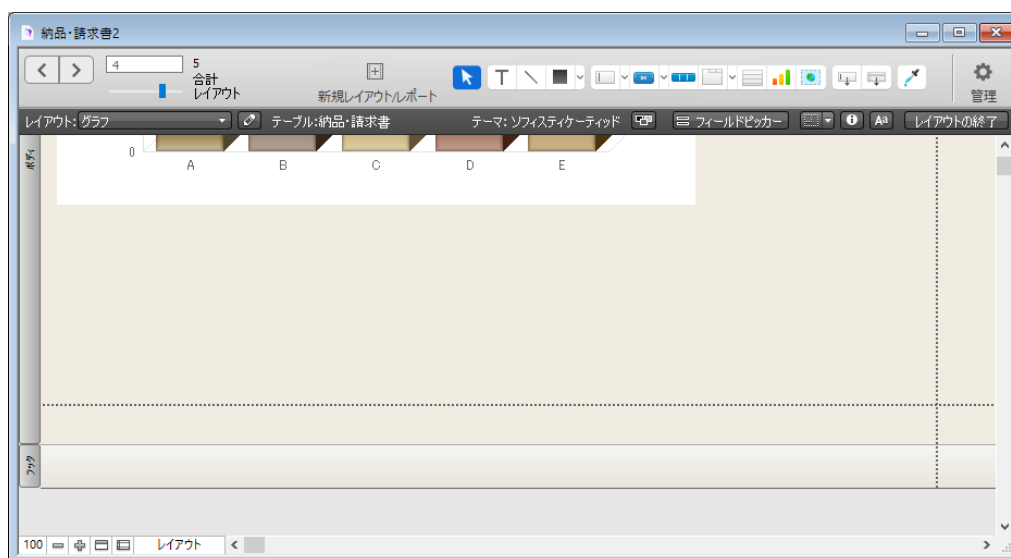 納品・請求書2
4
5
合計
レイアウト
新規レイアウト/レポート
T
管理
レイアウト: グラフ
テーブル:納品・請求書
テーマ: ソフィスティケーティッド
フィールドピッカー
Aa
レイアウトの終了
ボディ
0
A B C D E
フッタ
100
レイアウト